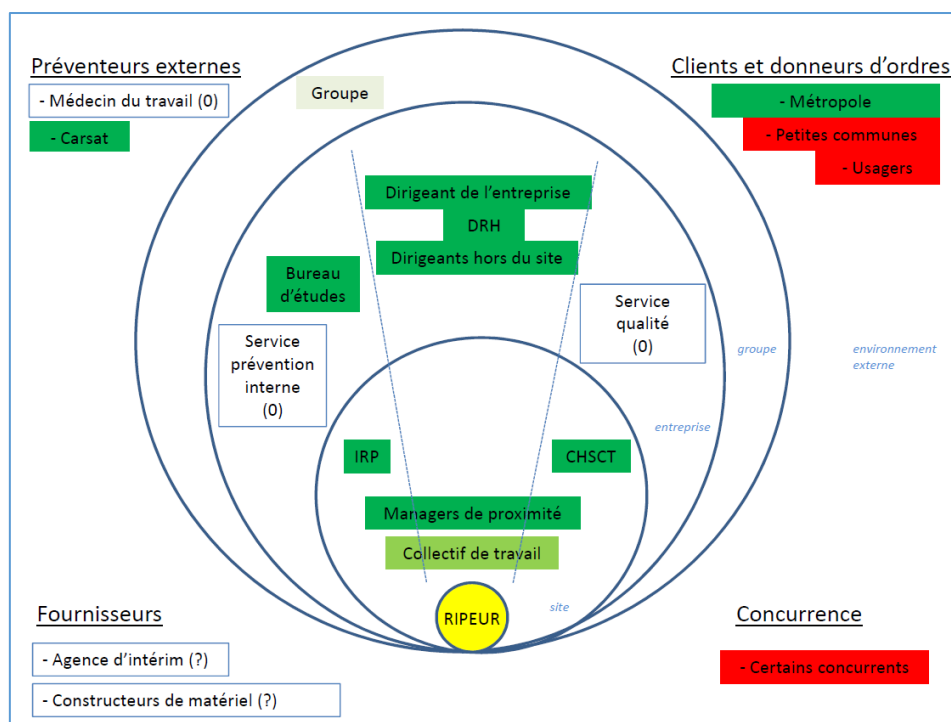 Préventeurs externes
- Médecin du travail (0)
- Carsat
Groupe
Clients et donneurs d'ordres
- Métropole
- Petites communes
- Usagers
Dirigeant de l'entreprise
DRH
Dirigeants hors du site
Bureau
d'études
Service
prévention
interne
(0)
Service
qualité
(0)
groupe
environnement
externe
entreprise
IRP
CHSCT
Managers de proximité
Collectif de travail
RIPEUR
site
Fournisseurs
- Agence d'intérim (?)
- Constructeurs de matériel (?)
Concurrence
- Certains concurrents